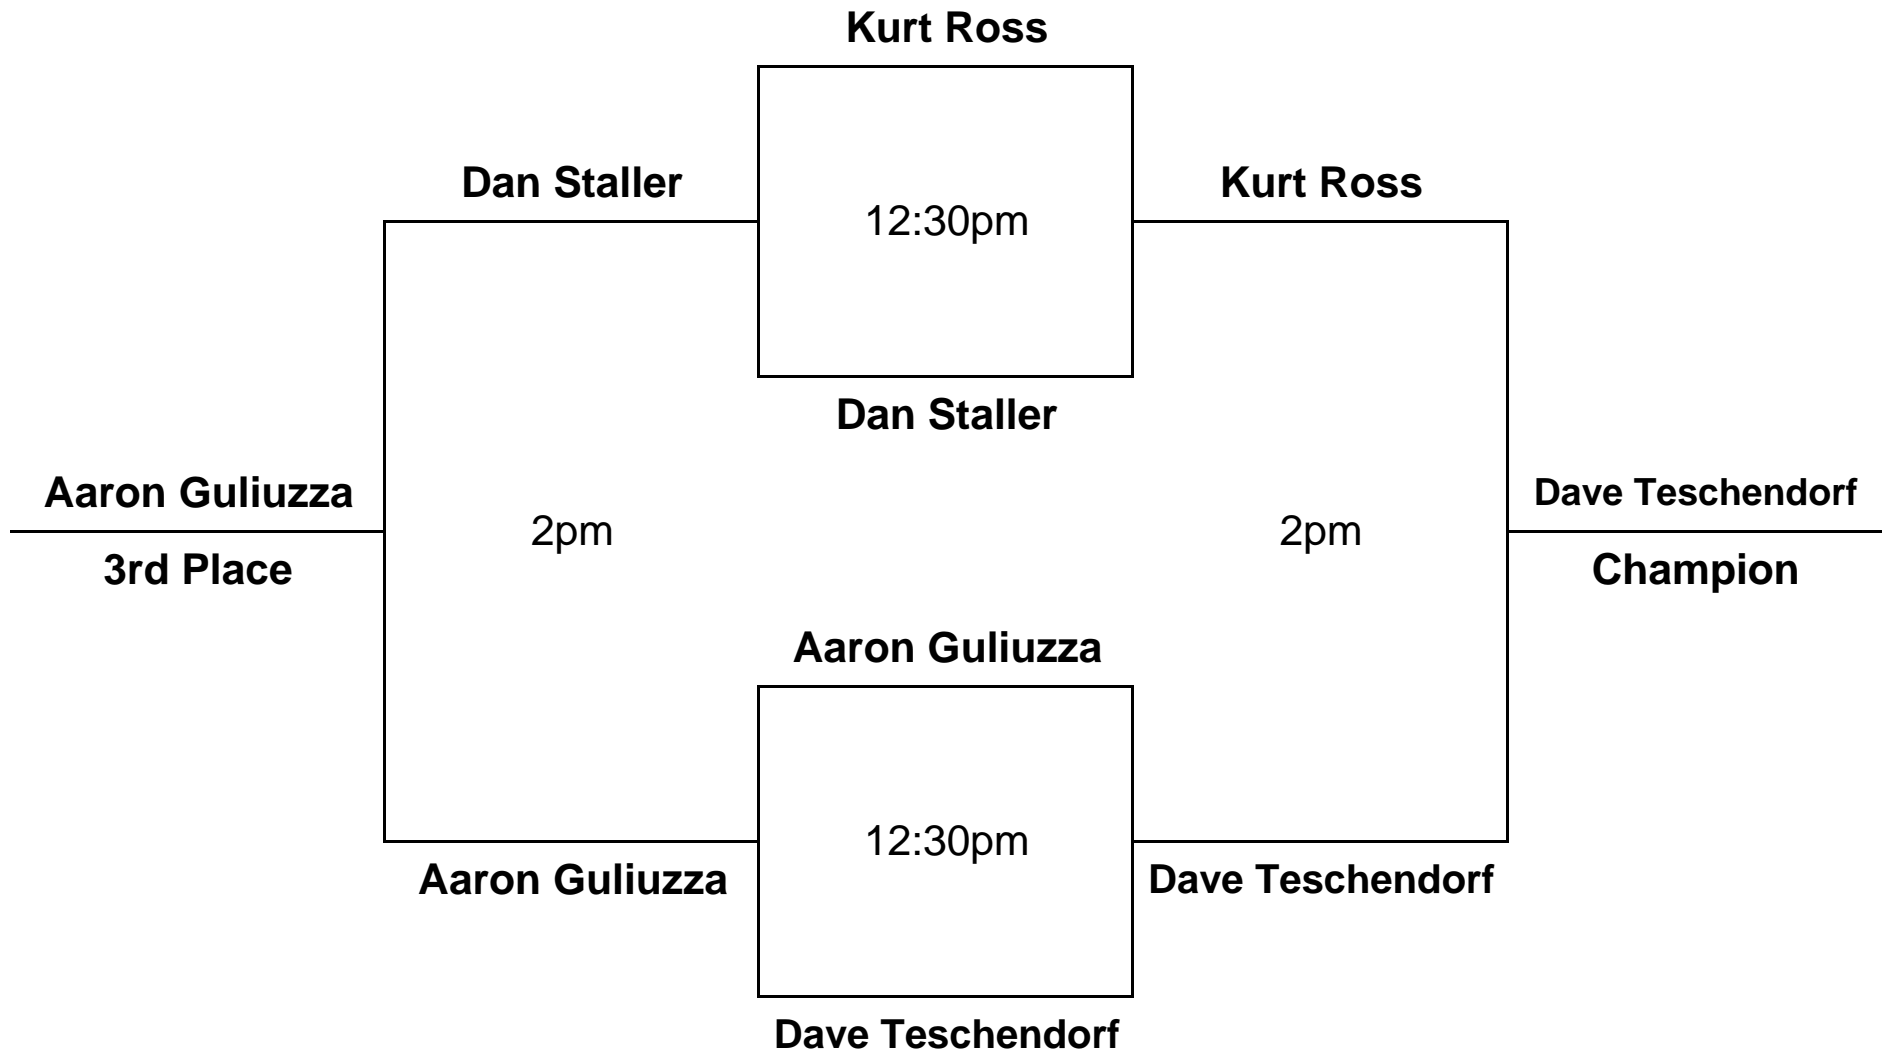 Kurt Ross
Dan Staller
Kurt Ross
12:30pm
Dan Staller
Aaron Guliuzza
Dave Teschendorf
2pm
2pm
3rd Place
Champion
Aaron Guliuzza
12:30pm
Aaron Guliuzza
Dave Teschendorf
Dave Teschendorf